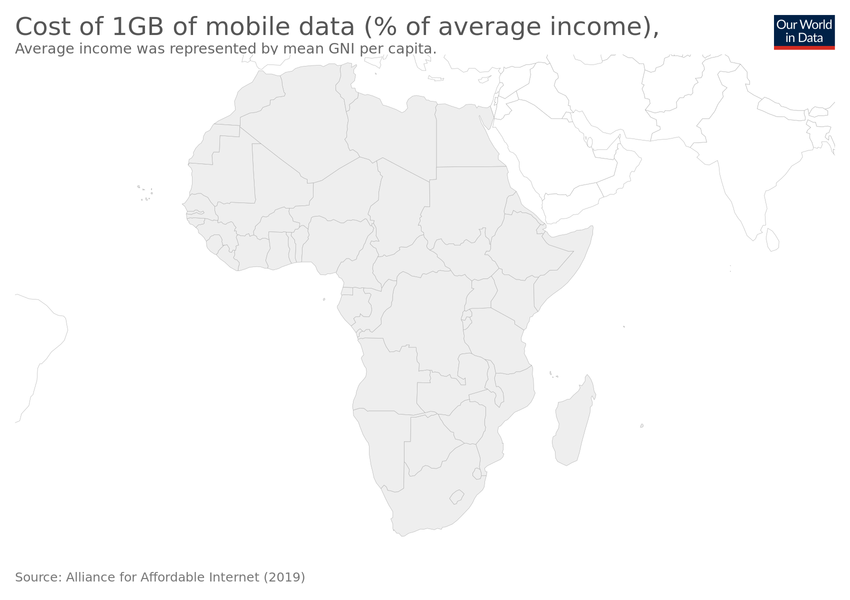 Cost of 1GB of mobile data (% of average income),
Average income was represented by mean GNI per capita.
Our World
in Data
Source: Alliance for Affordable Internet (2019)